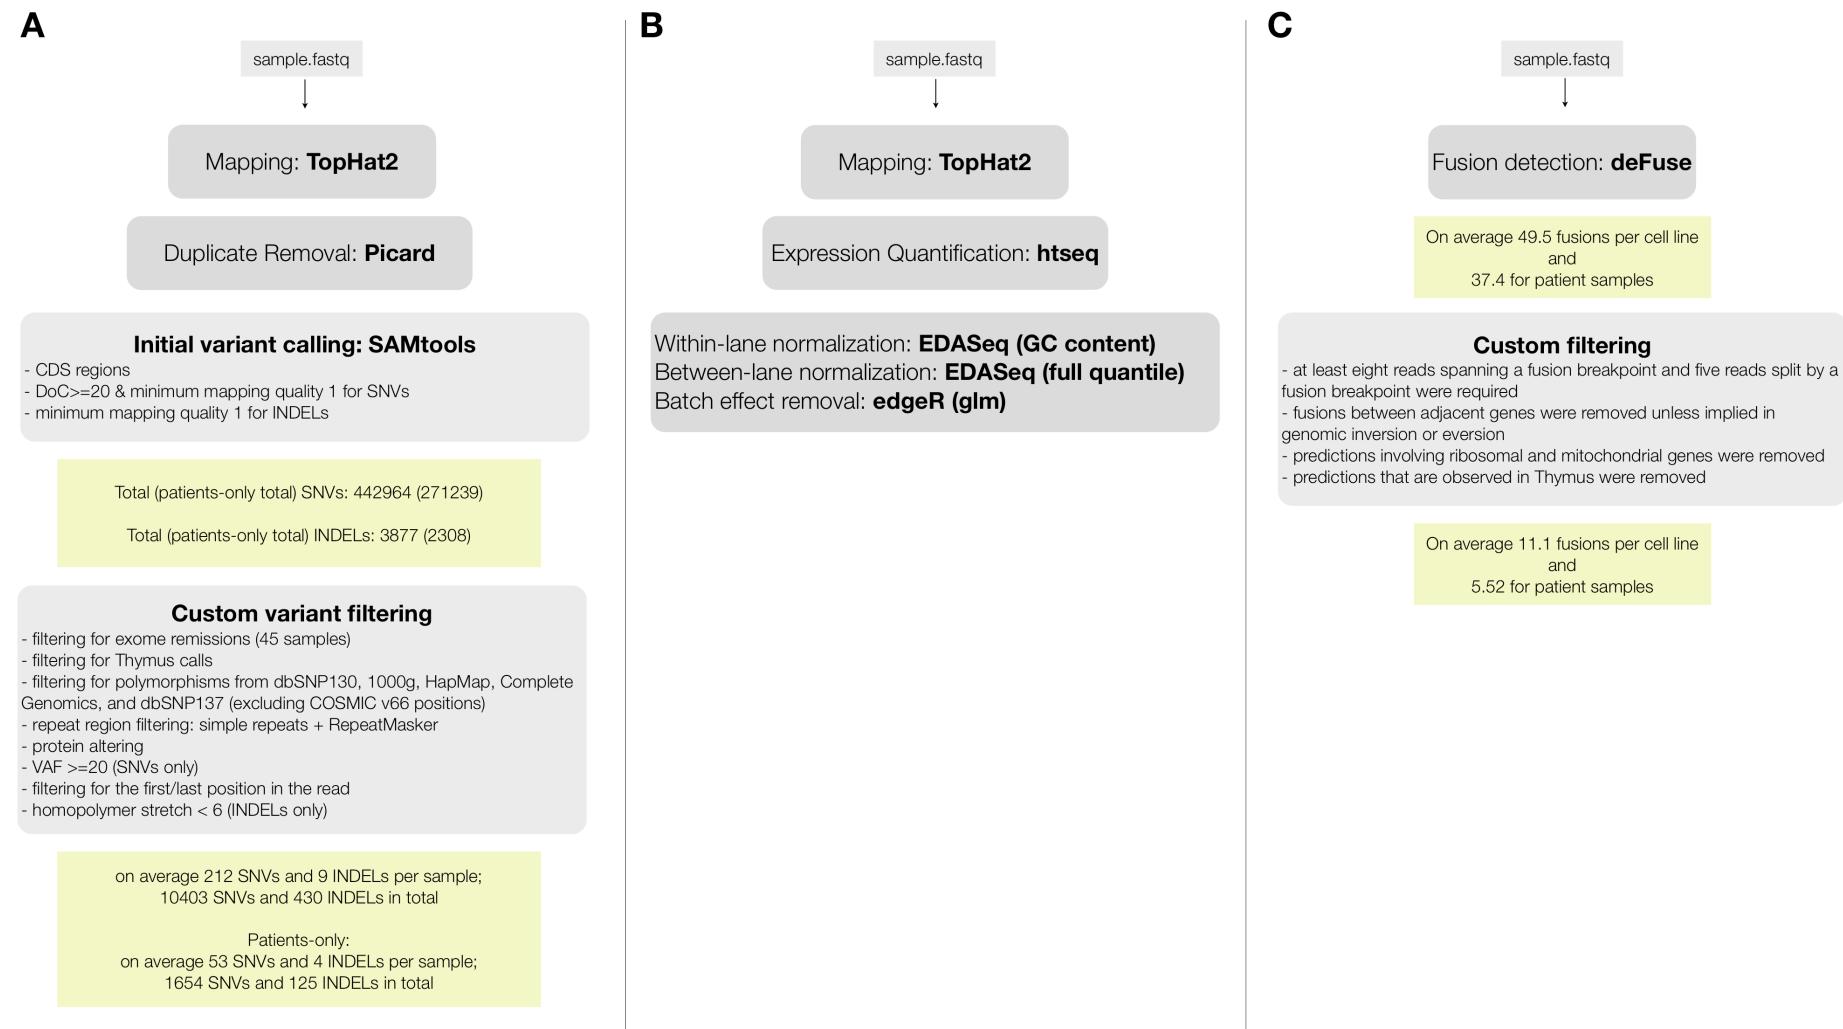 A
sample.fastq
Mapping: TopHat2
Duplicate Removal: Picard
Initial variant calling: SAMtools
- CDS regions
- DoC>=20 & minimum mapping quality 1 for SNVs
- minimum mapping quality 1 for INDELs
Total (patients-only total) SNVs: 442964 (271239)
Total (patients-only total) INDELs: 3877 (2308)
Custom variant filtering
- filtering for exome remissions (45 samples)
- filtering for Thymus calls
- filtering for polymorphisms from dbSNP130, 1000g, HapMap, Complete
Genomics, and dbSNP137 (excluding COSMIC v66 positions)
- repeat region filtering: simple repeats + RepeatMasker
- protein altering
- VAF >=20 (SNVs only)
- filtering for the first/last position in the read
- homopolymer stretch < 6 (INDELs only)
on average 212 SNVs and 9 INDELs per sample;
10403 SNVs and 430 INDELs in total
Patients-only:
on average 53 SNVs and 4 INDELs per sample;
1654 SNVs and 125 INDELs in total
B
sample.fastq
Mapping: TopHat2
Expression Quantification: htseq
Within-lane normalization: EDASeq (GC content)
Between-lane normalization: EDASeq (full quantile)
Batch effect removal: edgeR (glm)
C
sample.fastq
Fusion detection: deFuse
On average 49.5 fusions per cell line
and
37.4 for patient samples
Custom filtering
- at least eight reads spanning a fusion breakpoint and five reads split by a
fusion breakpoint were required
- fusions between adjacent genes were removed unless implied in
genomic inversion or eversion
- predictions involving ribosomal and mitochondrial genes were removed
- predictions that are observed in Thymus were removed
On average 11.1 fusions per cell line
and
5.52 for patient samples